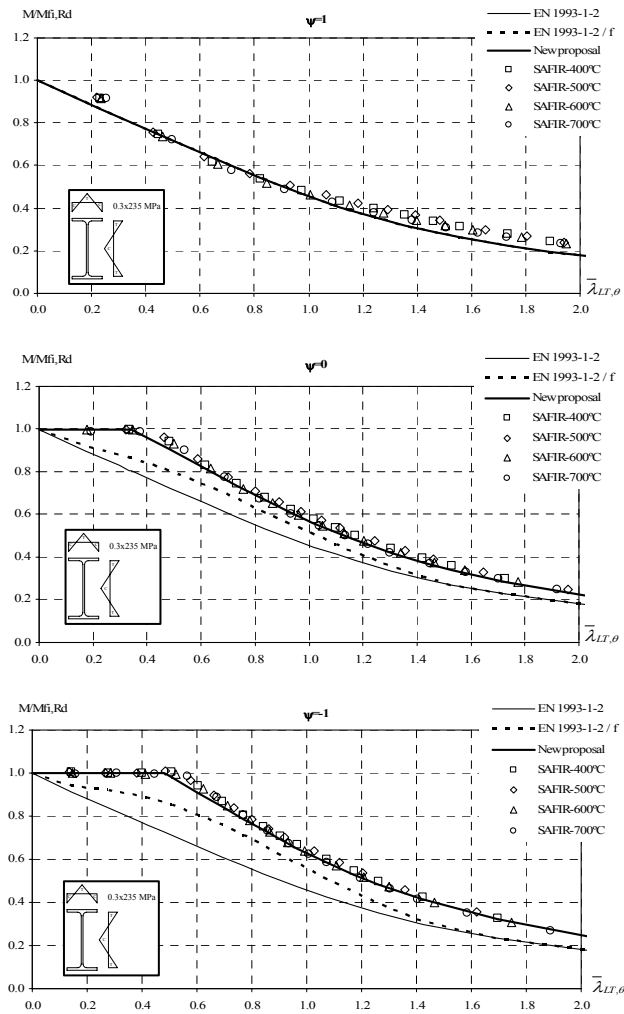 M/Mfi,Rd
ψ=1
EN 1993-1-2
EN 1993-1-2 / f
New proposal
SAFIR-400ºC
SAFIR-500ºC
SAFIR-600ºC
SAFIR-700ºC
1.2
1.0
0.8
0.6
0.4
0.2
0.0
0.3x235 MPa
0.0 0.2 0.4 0.6 0.8 1.0 1.2 1.4 1.6 1.8 2.0
λ̅LT,θ
M/Mfi,Rd
ψ=0
EN 1993-1-2
EN 1993-1-2 / f
New proposal
SAFIR-400ºC
SAFIR-500ºC
SAFIR-600ºC
SAFIR-700ºC
1.2
1.0
0.8
0.6
0.4
0.2
0.0
0.3x235 MPa
0.0 0.2 0.4 0.6 0.8 1.0 1.2 1.4 1.6 1.8 2.0
λ̅LT,θ
M/Mfi,Rd
ψ=-1
EN 1993-1-2
EN 1993-1-2 / f
New proposal
SAFIR-400ºC
SAFIR-500ºC
SAFIR-600ºC
SAFIR-700ºC
1.2
1.0
0.8
0.6
0.4
0.2
0.0
0.3x235 MPa
0.0 0.2 0.4 0.6 0.8 1.0 1.2 1.4 1.6 1.8 2.0
λ̅LT,θ